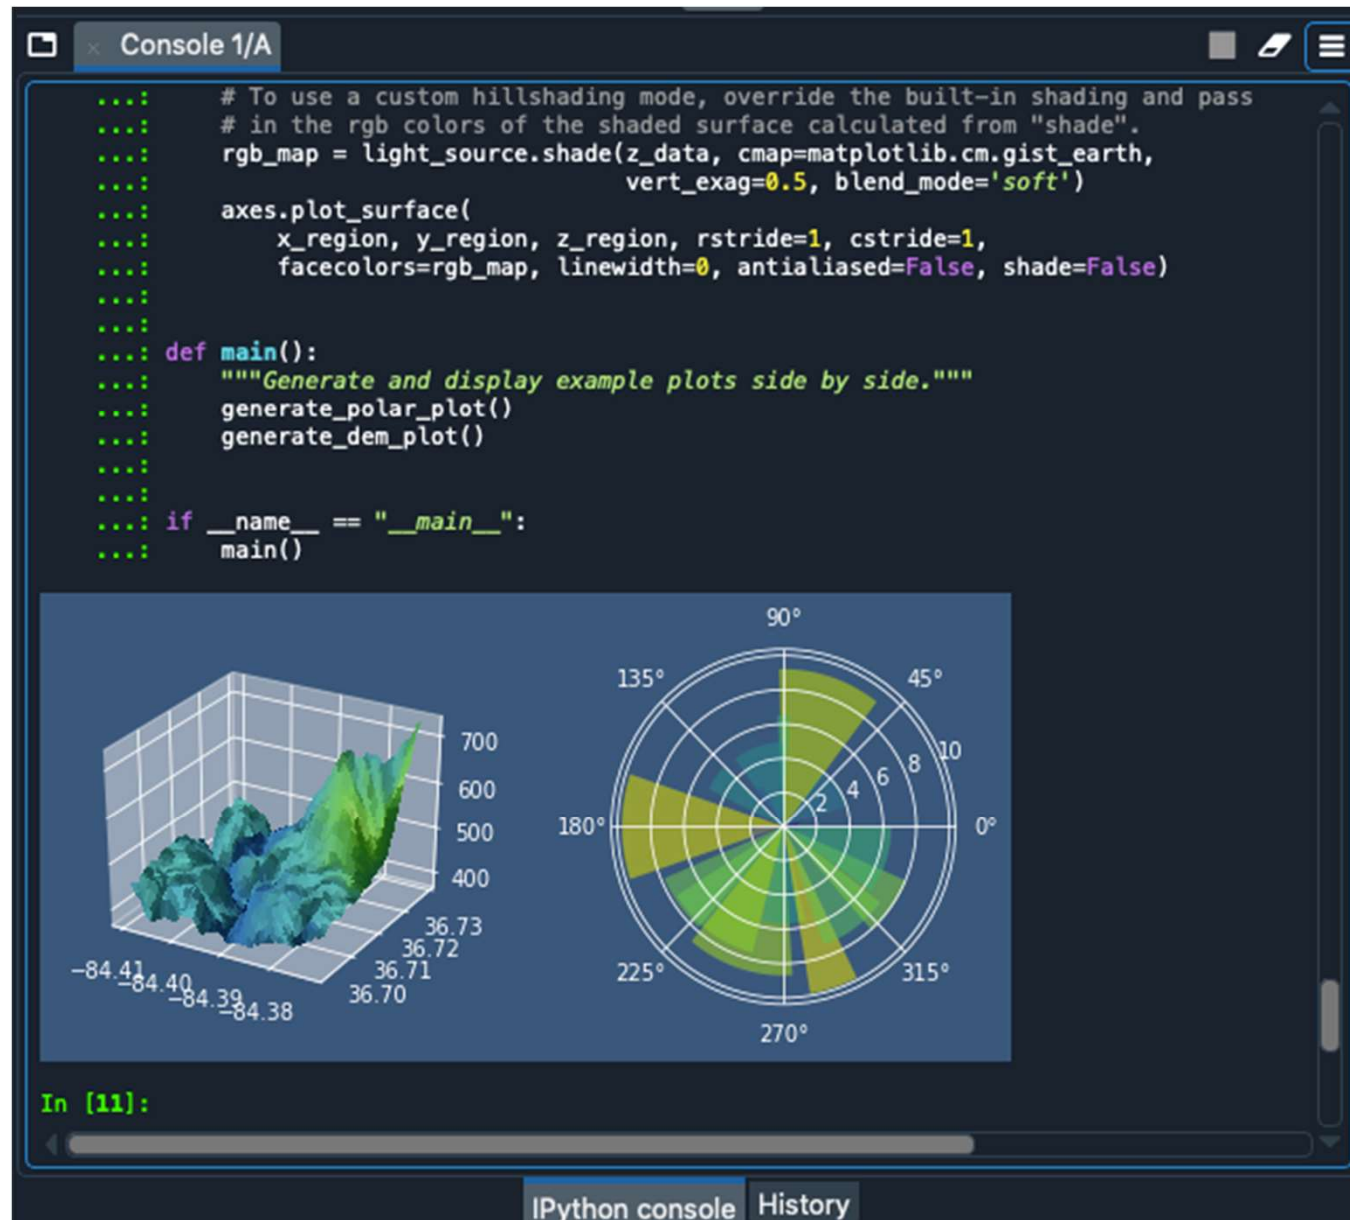 Console 1/A
...:     # To use a custom hillshading mode, override the built-in shading and pass
...:     # in the rgb colors of the shaded surface calculated from "shade".
...:     rgb_map = light_source.shade(z_data, cmap=matplotlib.cm.gist_earth,
...:                                  vert_exag=0.5, blend_mode='soft')
...:     axes.plot_surface(
...:         x_region, y_region, z_region, rstride=1, cstride=1,
...:         facecolors=rgb_map, linewidth=0, antialiased=False, shade=False)
...:
...:
...: def main():
...:     """Generate and display example plots side by side."""
...:     generate_polar_plot()
...:     generate_dem_plot()
...:
...:
...: if __name__ == "__main__":
...:     main()
700
600
500
400
36.73
36.72
36.71
36.70
−84.41
−84.40
−84.39
−84.38
90°
135°
45°
10
8
6
4
2
180°
0°
225°
315°
270°
In [11]:
IPython console
History